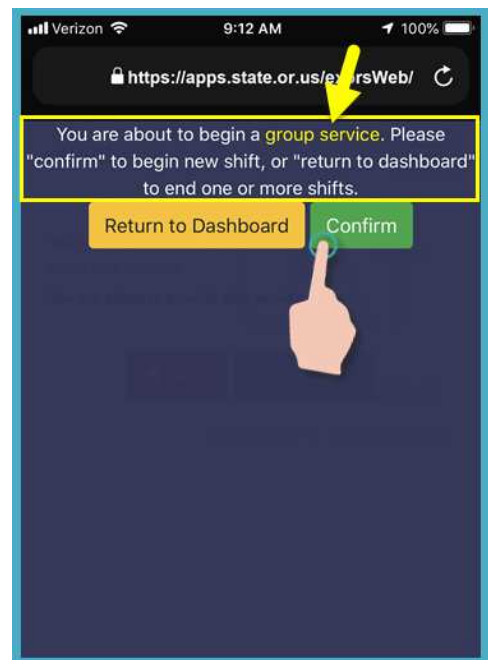 Verizon 9:12 AM 100%
https://apps.state.or.us/exprsWeb/
You are about to begin a group service. Please
"confirm" to begin new shift, or "return to dashboard"
to end one or more shifts.
Return to Dashboard Confirm